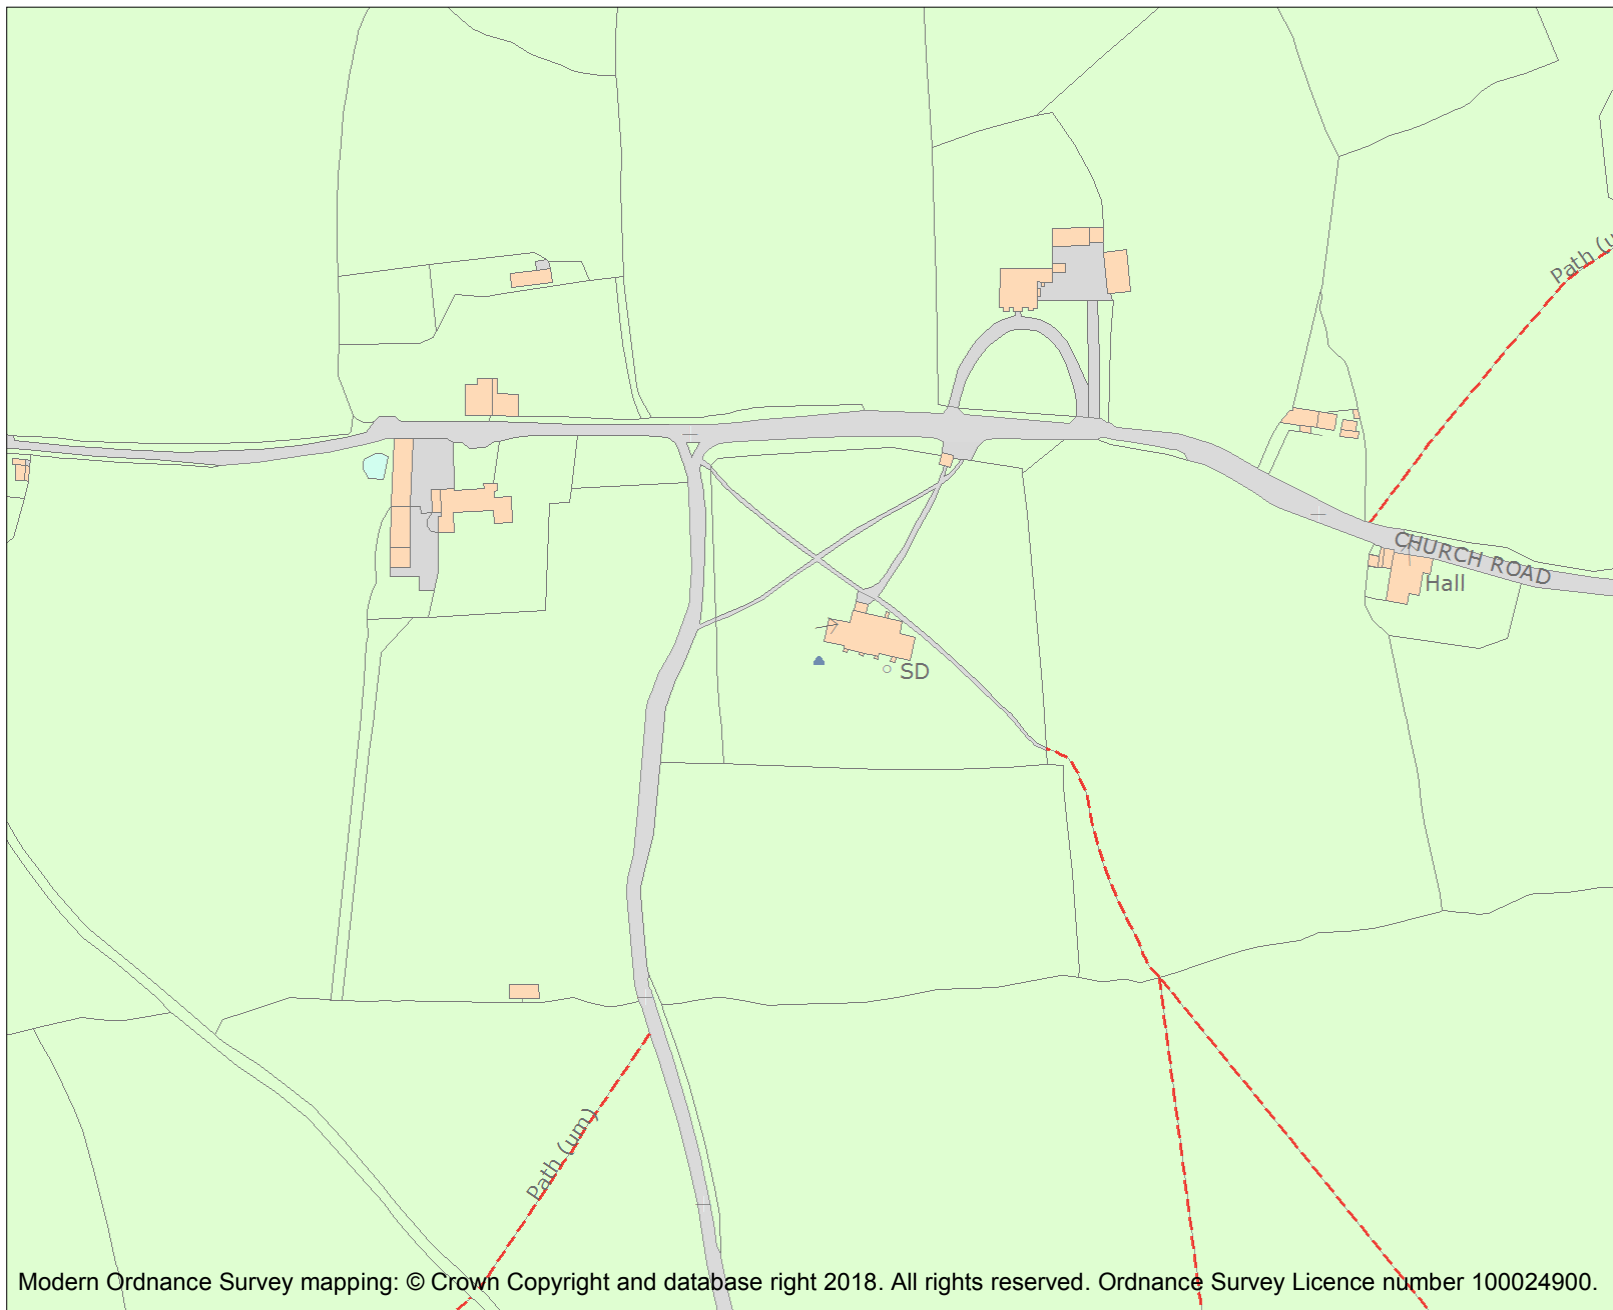 Path (u
CHURCH ROAD
Hall
SD
Path (um)
Modern Ordnance Survey mapping: © Crown Copyright and database right 2018. All rights reserved. Ordnance Survey Licence number 100024900.